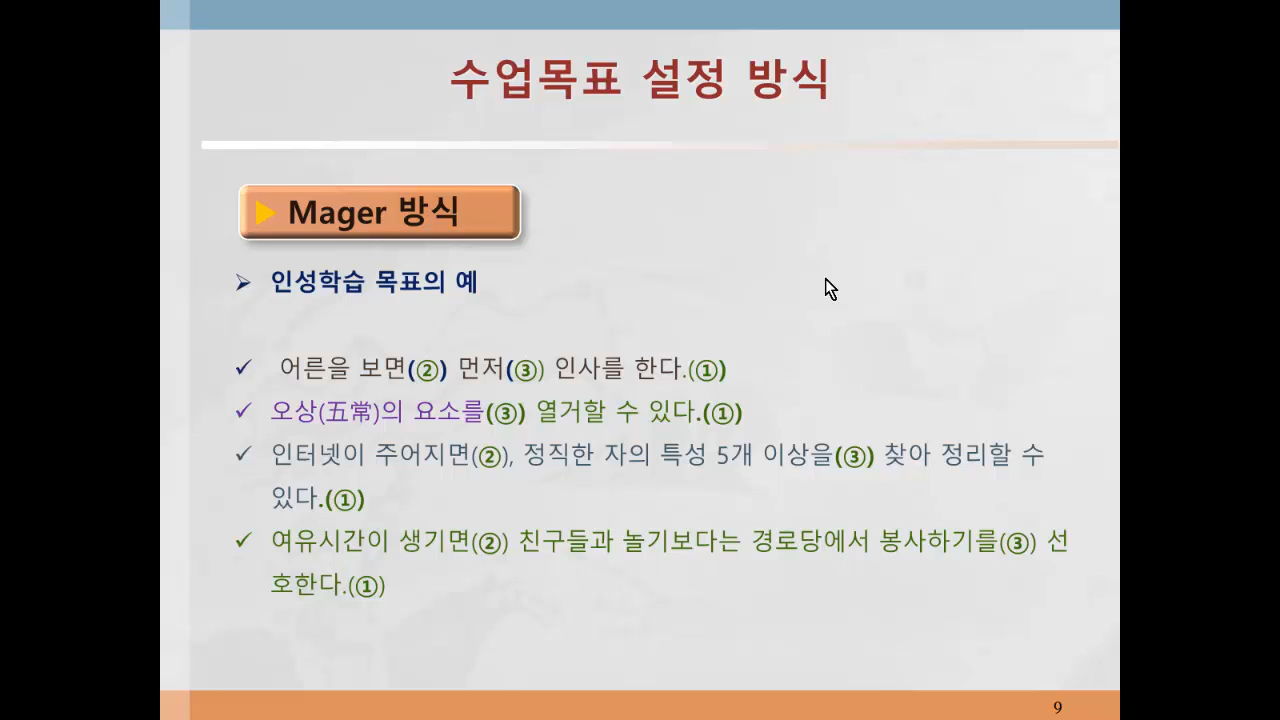 수업목표 설정 방식
Mager 방식
➢ 인성학습 목표의 예
✓ 어른을 보면(②) 먼저(③) 인사를 한다.(①)
✓ 오상(五常)의 요소를(③) 열거할 수 있다.(①)
✓ 인터넷이 주어지면(②), 정직한 자의 특성 5개 이상을(③) 찾아 정리할 수
있다.(①)
✓ 여유시간이 생기면(②) 친구들과 놀기보다는 경로당에서 봉사하기를(③) 선
호한다.(①)
9